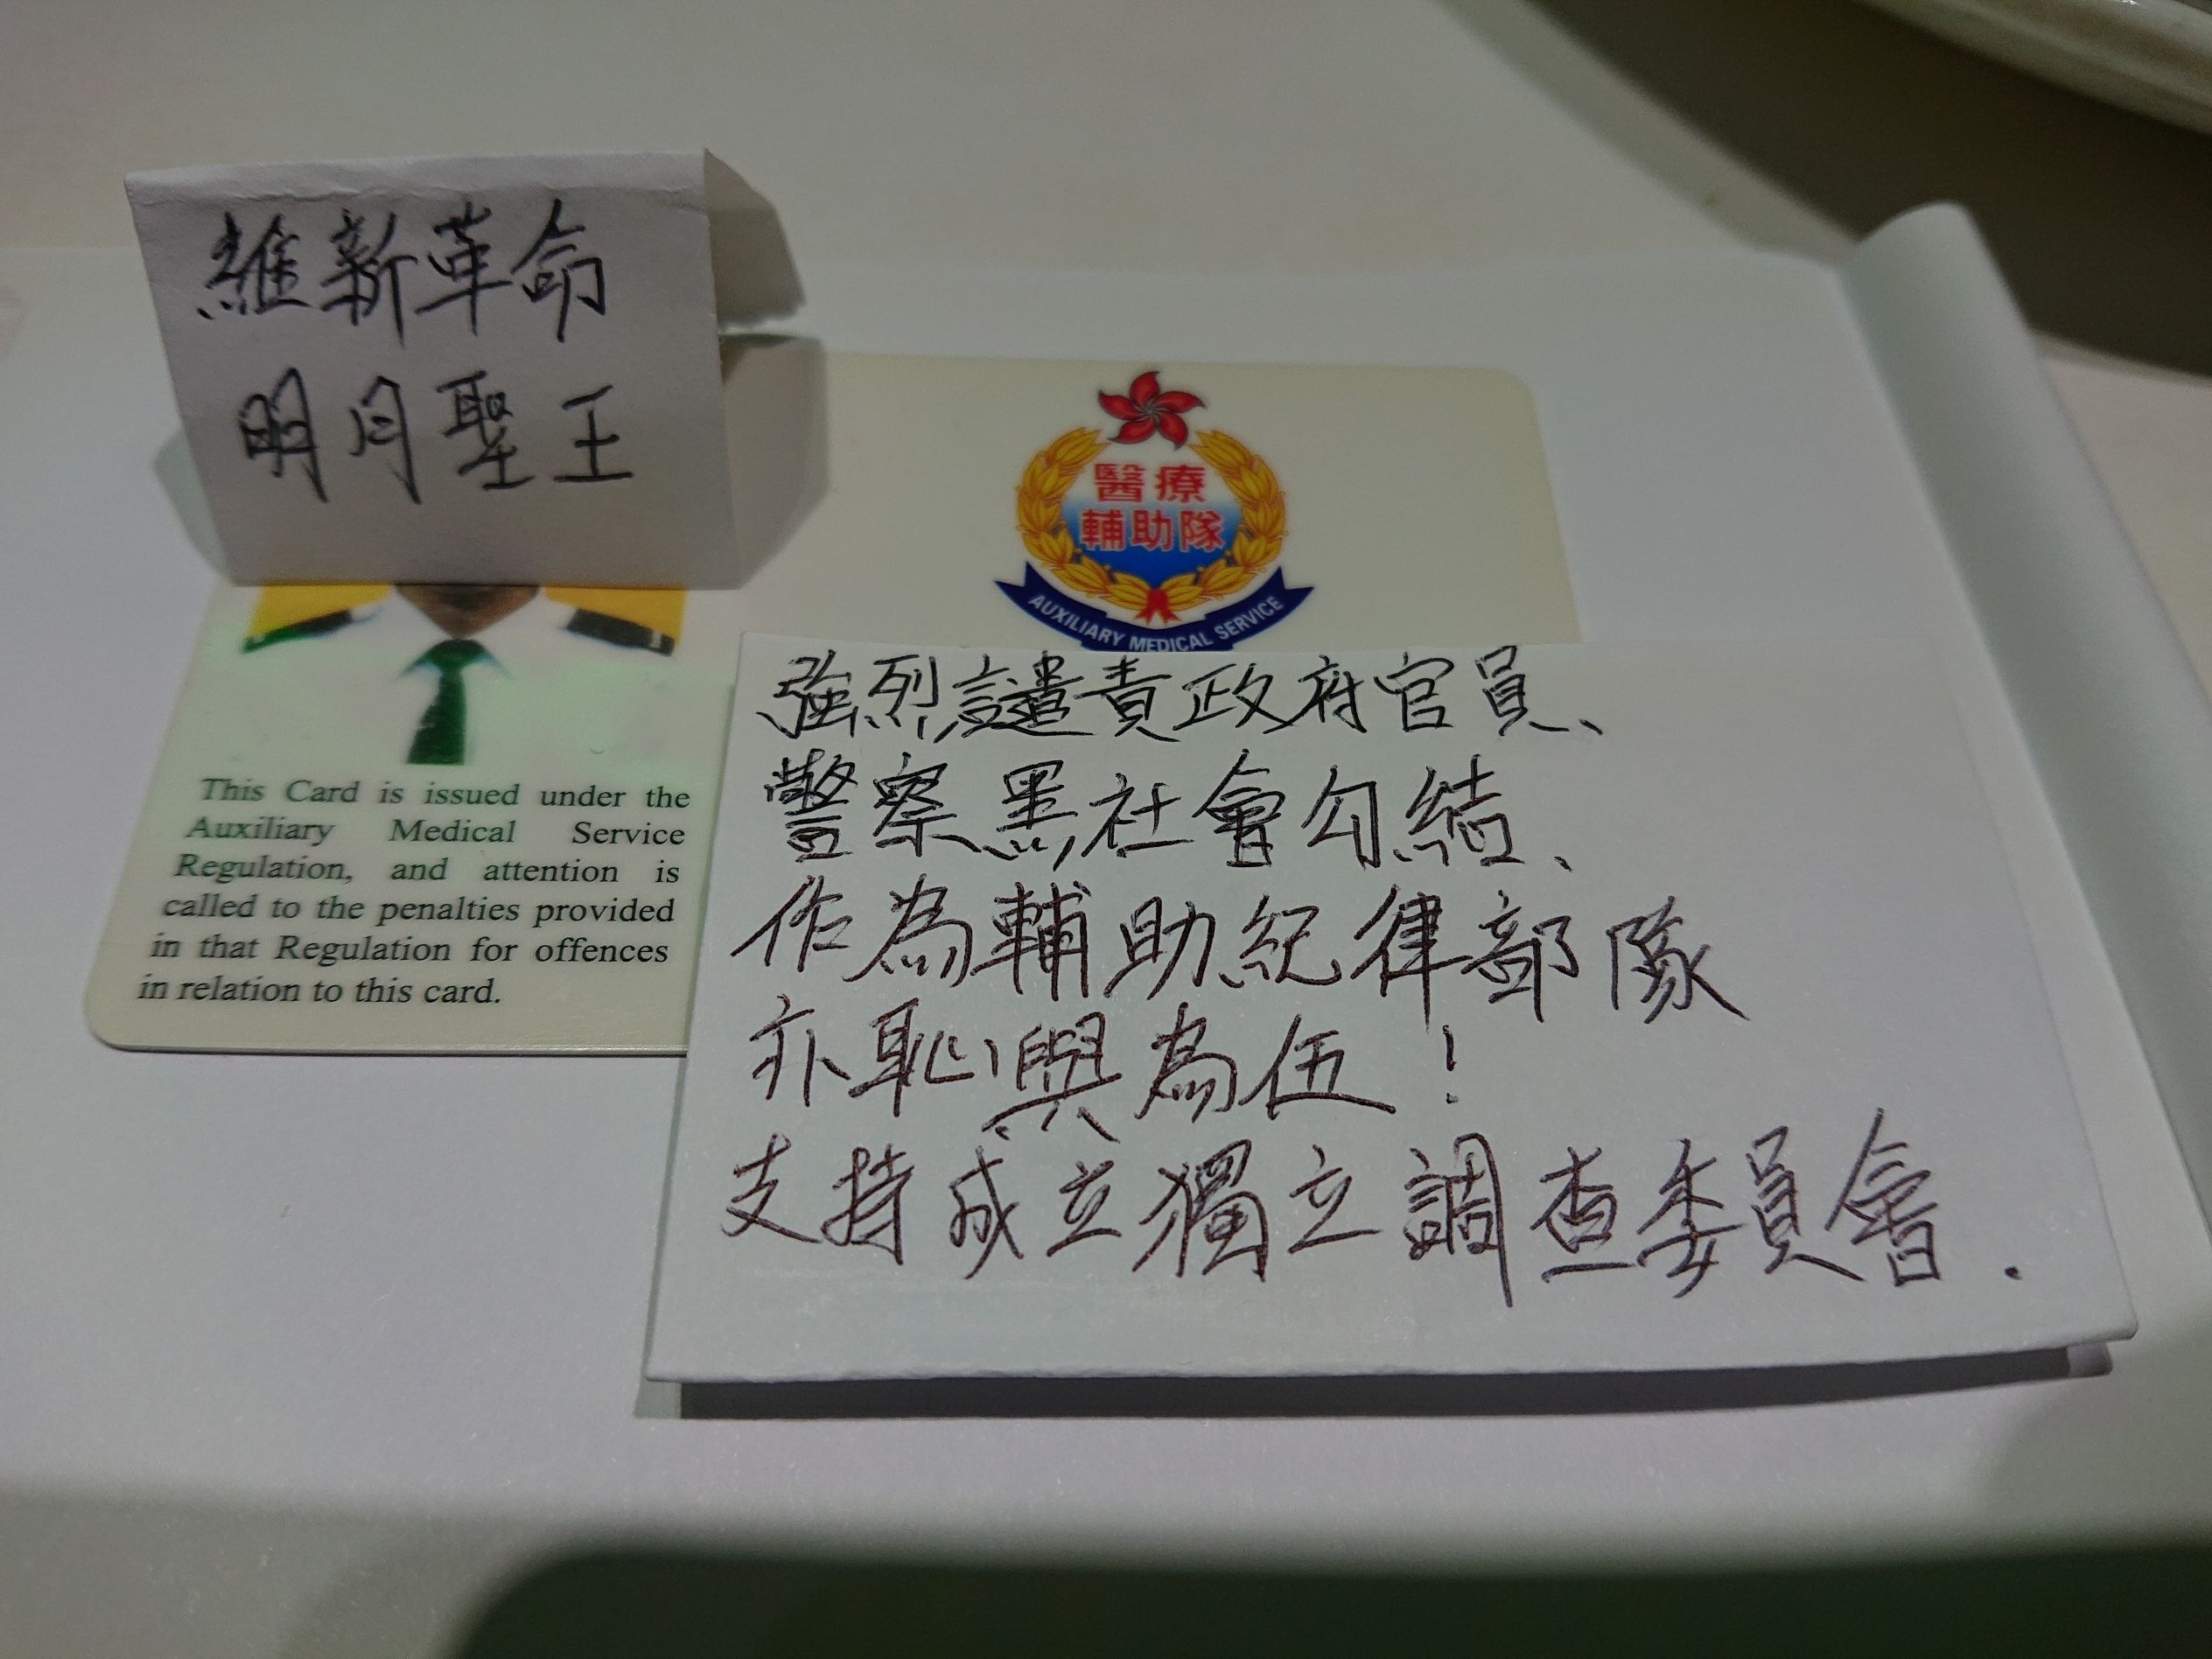 維新革命
明月聖王
醫療
輔助隊
AUXILIARY MEDICAL SERVICE
This Card is issued under the
Auxiliary Medical Service
Regulation, and attention is
called to the penalties provided
in that Regulation for offences
in relation to this card.
強烈譴責政府官員、
警察黑社會勾結、
作為輔助紀律部隊
亦恥與為伍！
支持成立獨立調查委員會.